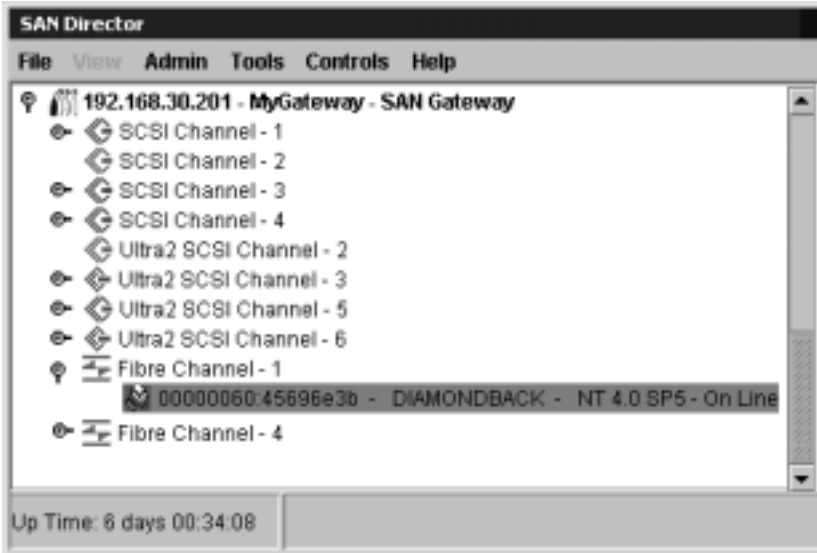 SAN Director
File View Admin Tools Controls Help
192.168.30.201 - MyGateway - SAN Gateway
SCSI Channel - 1
SCSI Channel - 2
SCSI Channel - 3
SCSI Channel - 4
Ultra2 SCSI Channel - 2
Ultra2 SCSI Channel - 3
Ultra2 SCSI Channel - 5
Ultra2 SCSI Channel - 6
Fibre Channel - 1
00000060:45696e3b - DIAMONDBACK - NT 4.0 SP5 - On Line
Fibre Channel - 4
Up Time: 6 days 00:34:08